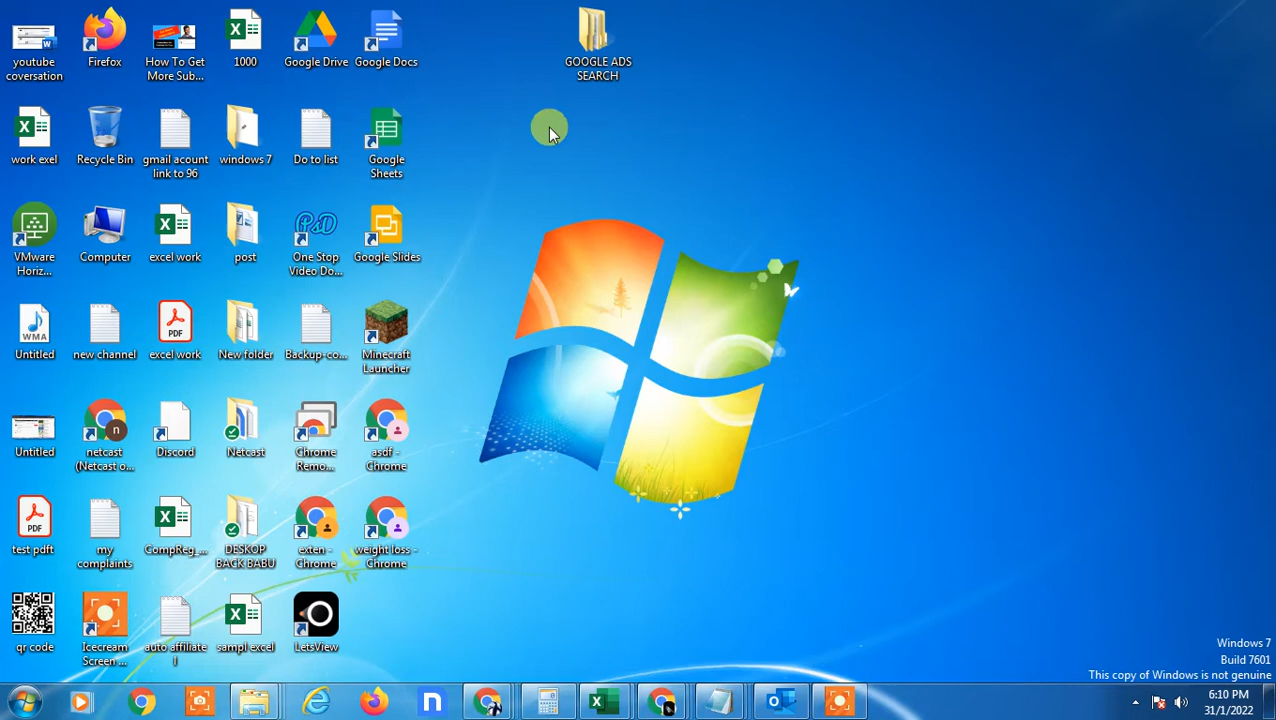 youtube
coversation
Firefox
How To Get
More Sub...
1000
Google Drive
Google Docs
GOOGLE ADS
SEARCH
work exel
Recycle Bin
gmail acount
link to 96
windows 7
Do to list
Google
Sheets
VMware
Horiz...
Computer
excel work
post
One Stop
Video Do...
Google Slides
WMA
Untitled
new channel
PDF
excel work
New folder
Backup-co...
Minecraft
Launcher
Untitled
n
netcast
(Netcast o...
Discord
Netcast
Chrome
Remo...
asdf -
Chrome
PDF
test pdft
my
complaints
CompReg_...
DESKOP
BACK BABU
exten -
Chrome
weight loss -
Chrome
qr code
Icecream
Screen ...
auto affiliate
l
sampl excel
LetsView
Windows 7
Build 7601
This copy of Windows is not genuine
6:10 PM
31/1/2022